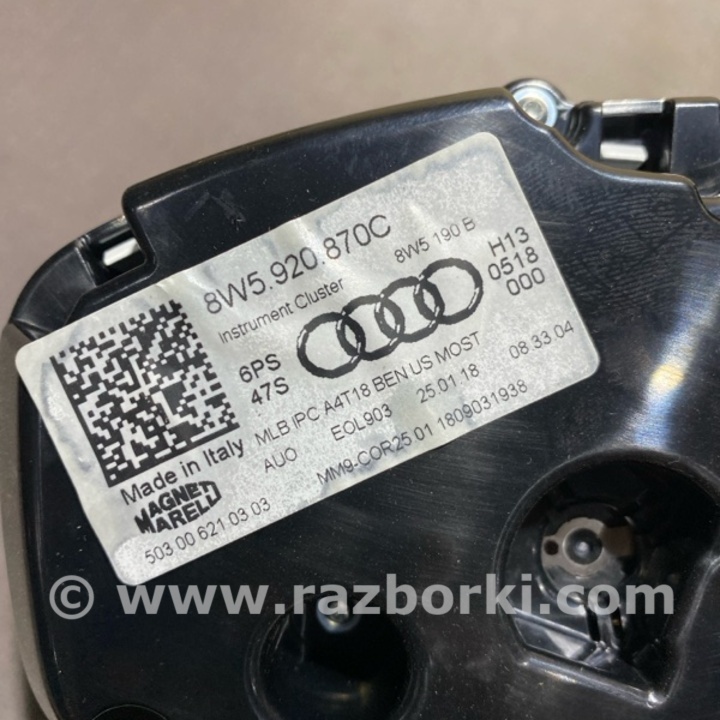 8W5.920.870C
Instrument Cluster
8W5 190 B
H13
0518
000
6PS
47S
MLB IPC A4T18 BEN US MOST
AUO EOL903 25.01 18 08.33 04
MM9-COR25 01 1809031938
Made in Italy
MAGNETI
MARELLI
503 00 621 03 03
© www.razborki.com